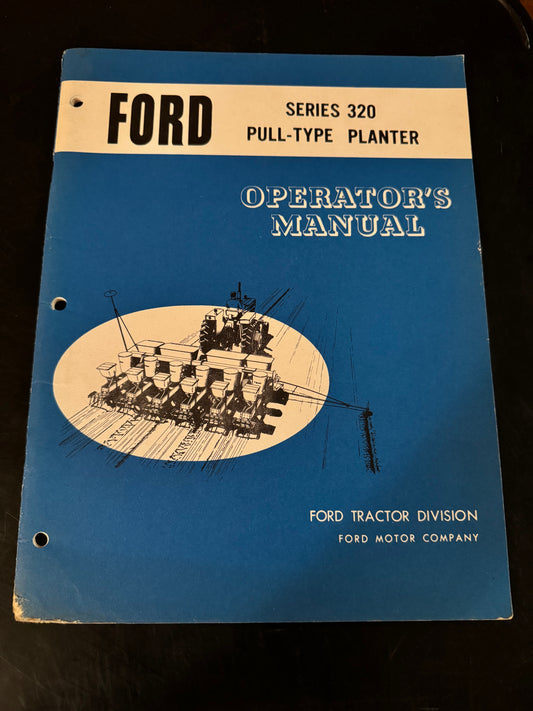 FORD
SERIES 320
PULL-TYPE PLANTER
OPERATOR'S
MANUAL
FORD TRACTOR DIVISION
FORD MOTOR COMPANY